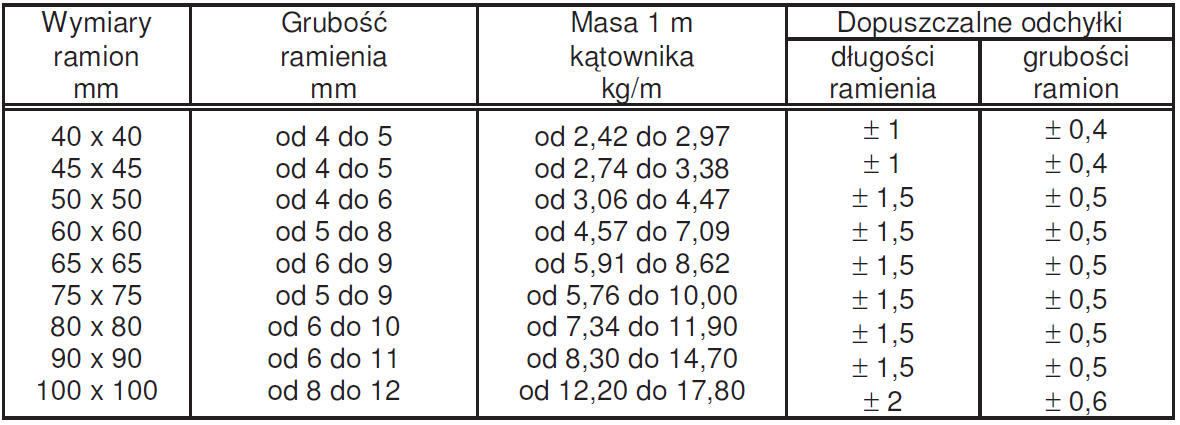 Wymiary ramion mm | Grubość ramienia mm | Masa 1 m kątownika kg/m | Dopuszczalne odchyłki
długości ramienia | grubości ramion
40 x 40 | od 4 do 5 | od 2,42 do 2,97 | ± 1 | ± 0,4
45 x 45 | od 4 do 5 | od 2,74 do 3,38 | ± 1 | ± 0,4
50 x 50 | od 4 do 6 | od 3,06 do 4,47 | ± 1,5 | ± 0,5
60 x 60 | od 5 do 8 | od 4,57 do 7,09 | ± 1,5 | ± 0,5
65 x 65 | od 6 do 9 | od 5,91 do 8,62 | ± 1,5 | ± 0,5
75 x 75 | od 5 do 9 | od 5,76 do 10,00 | ± 1,5 | ± 0,5
80 x 80 | od 6 do 10 | od 7,34 do 11,90 | ± 1,5 | ± 0,5
90 x 90 | od 6 do 11 | od 8,30 do 14,70 | ± 1,5 | ± 0,5
100 x 100 | od 8 do 12 | od 12,20 do 17,80 | ± 2 | ± 0,6